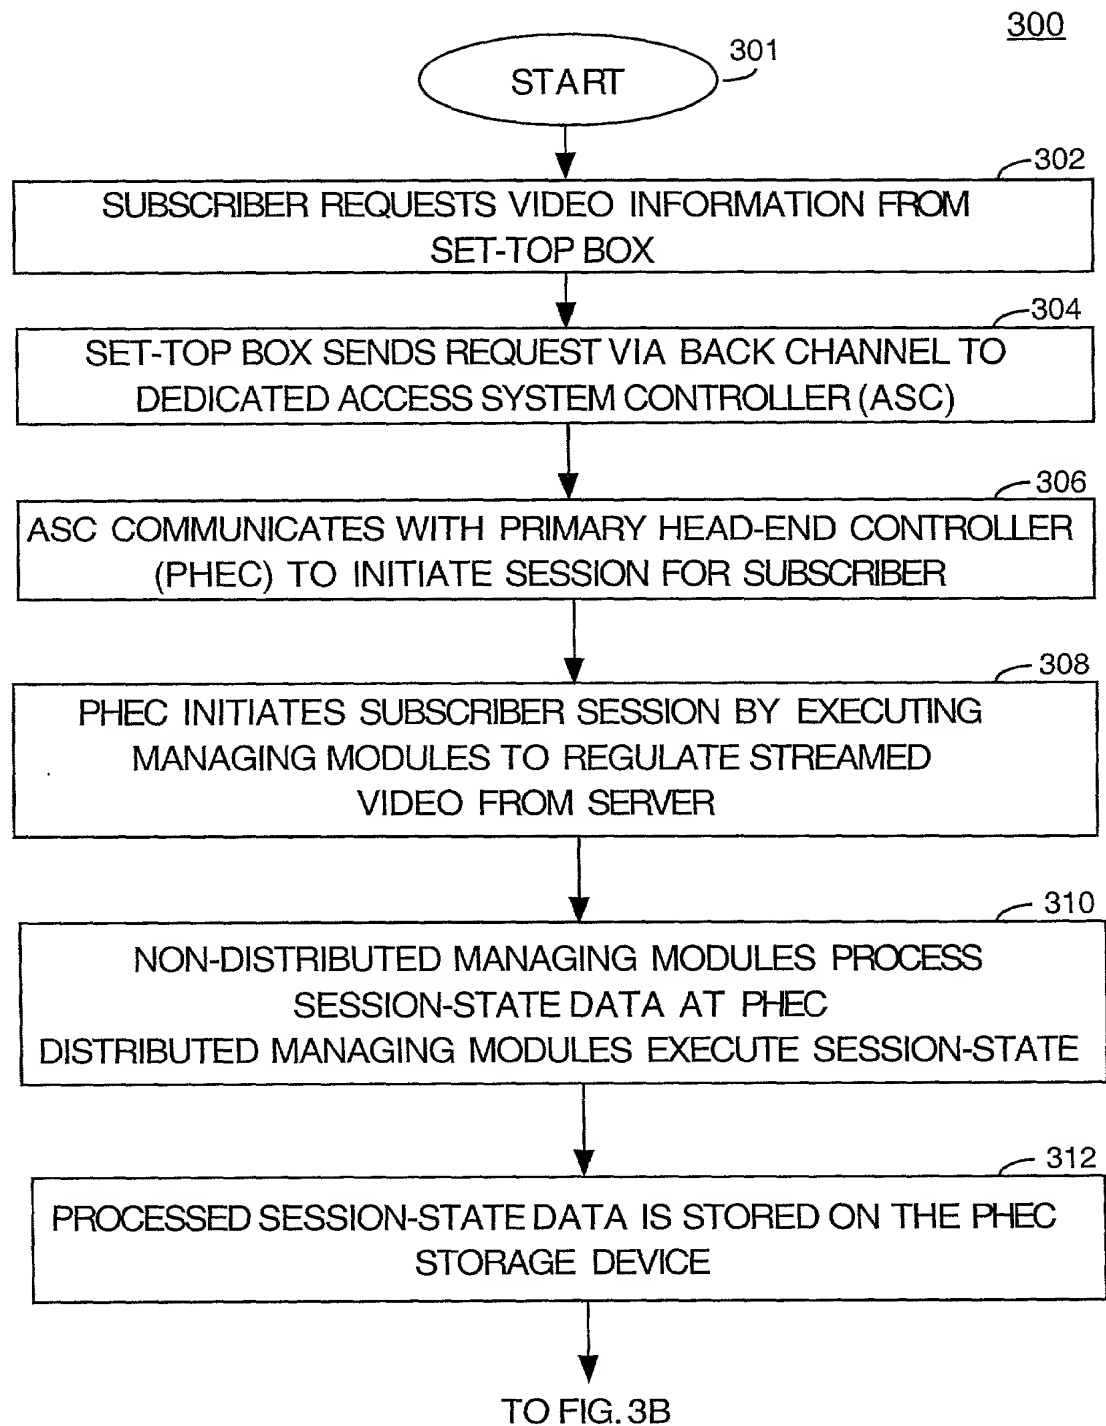 300
START
301
302
SUBSCRIBER REQUESTS VIDEO INFORMATION FROM
SET-TOP BOX
304
SET-TOP BOX SENDS REQUEST VIA BACK CHANNEL TO
DEDICATED ACCESS SYSTEM CONTROLLER (ASC)
306
ASC COMMUNICATES WITH PRIMARY HEAD-END CONTROLLER
(PHEC) TO INITIATE SESSION FOR SUBSCRIBER
308
PHEC INITIATES SUBSCRIBER SESSION BY EXECUTING
MANAGING MODULES TO REGULATE STREAMED
VIDEO FROM SERVER
310
NON-DISTRIBUTED MANAGING MODULES PROCESS
SESSION-STATE DATA AT PHEC
DISTRIBUTED MANAGING MODULES EXECUTE SESSION-STATE
312
PROCESSED SESSION-STATE DATA IS STORED ON THE PHEC
STORAGE DEVICE
TO FIG. 3B